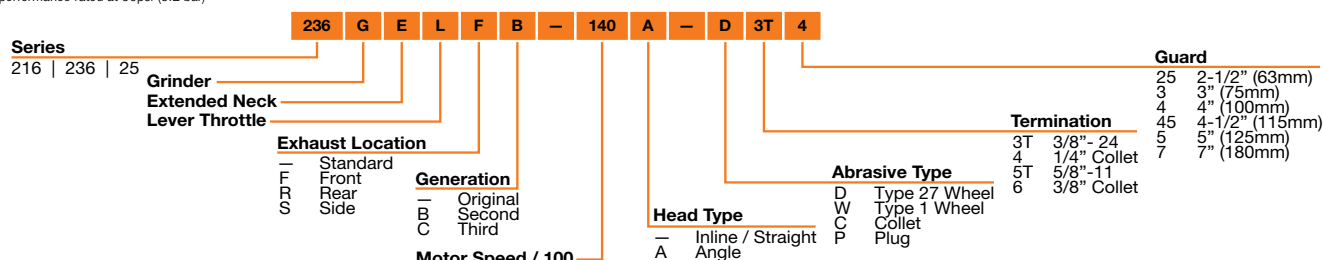 performance rated at 90psi (6.2 bar)
236 G E L F B – 140 A – D 3T 4
Series
216 | 236 | 25
Grinder
Extended Neck
Lever Throttle
Exhaust Location
— Standard
F Front
R Rear
S Side
Generation
— Original
B Second
C Third
Motor Speed / 100
Head Type
— Inline / Straight
A Angle
Abrasive Type
D Type 27 Wheel
W Type 1 Wheel
C Collet
P Plug
Termination
3T 3/8”- 24
4 1/4” Collet
5T 5/8”-11
6 3/8” Collet
Guard
25 2-1/2” (63mm)
3 3” (75mm)
4 4” (100mm)
45 4-1/2” (115mm)
5 5” (125mm)
7 7” (180mm)